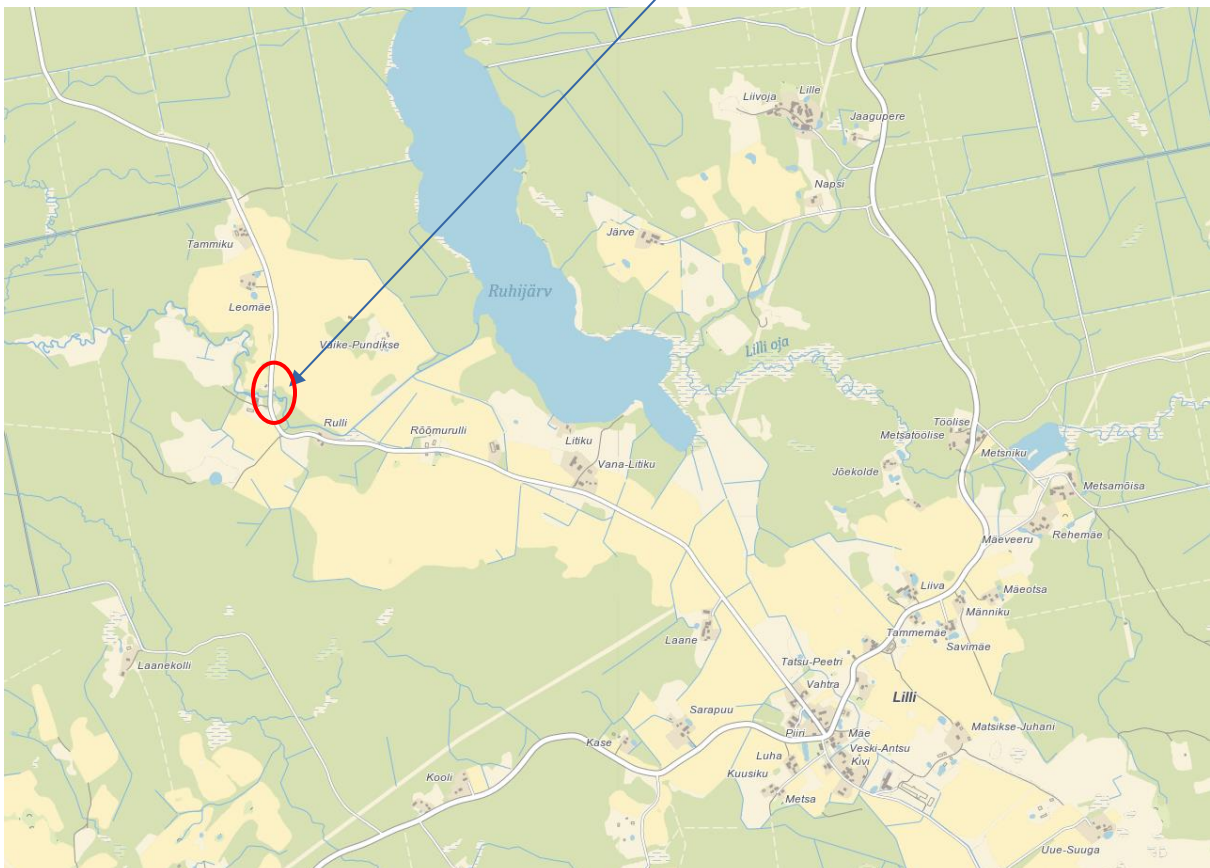 Lille
Liivoja
Jaagupere
Napsi
Järve
Tammiku
Ruhijärv
Leomäe
Väike-Pundikse
Lilli oja
Rulli
Röömurulli
Litiku
Vana-Litiku
Töölise
Metsatöölise
Metsniku
Jõekolde
Metsamõisa
Rehemäe
Mäeveeru
Liiva
Mäeotsa
Männiku
Tammemäe
Savimäe
Laane
Tatsu-Peetri
Laanekolli
Vahtra
Lilli
Sarapuu
Matsikse-Juhani
Piiri
Mäe
Kase
Veski-Antsu
Luha
Kivi
Kuusiku
Kooli
Metsa
Uue-Suuga